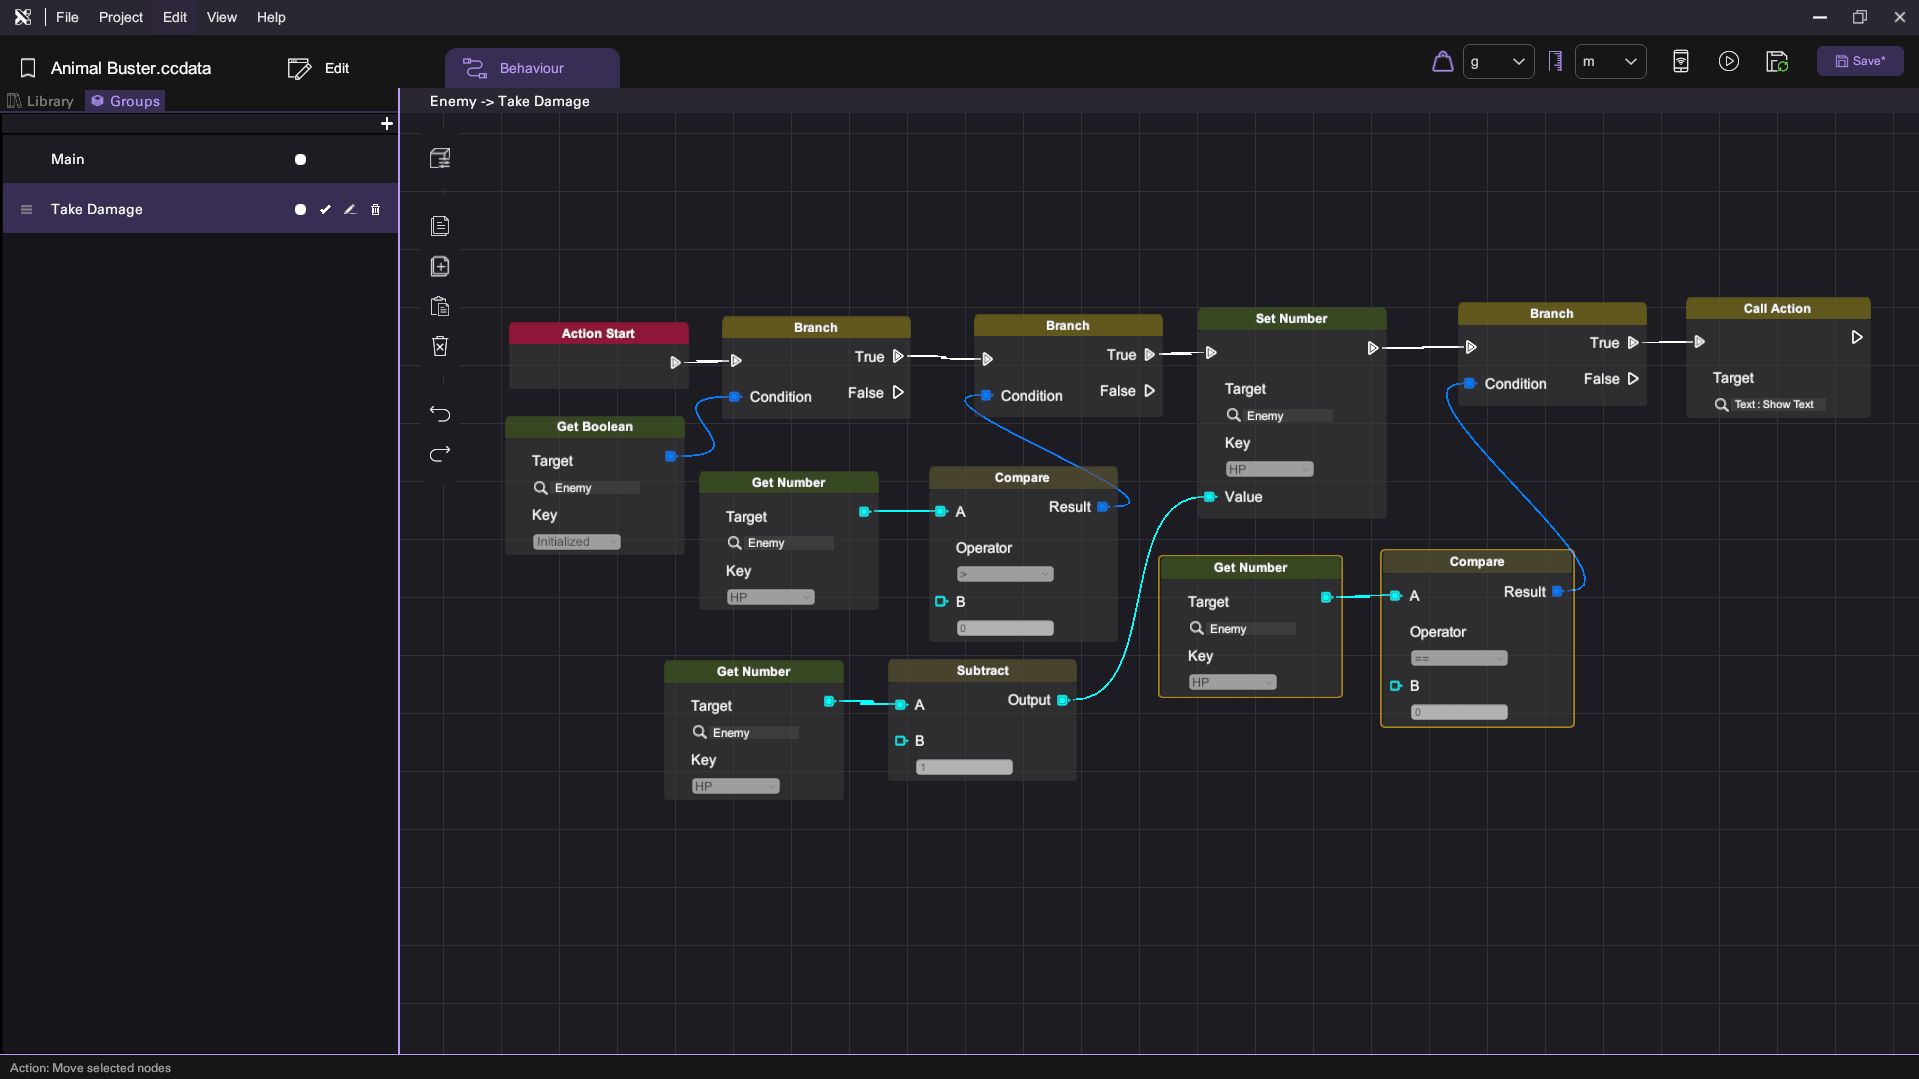 File Project Edit View Help
Animal Buster.ccdata
Edit
Behaviour
g
m
Save*
Library
Groups
Enemy -> Take Damage
Main
Take Damage
Action Start
Branch
True
Condition
False
Branch
True
Condition
False
Set Number
Target
Enemy
Key
HP
Value
Branch
True
Condition
False
Call Action
Target
Text : Show Text
Get Boolean
Target
Enemy
Key
Initialized
Get Number
Target
Enemy
Key
HP
Compare
Result
A
Operator
>
B
0
Get Number
Target
Enemy
Key
HP
Compare
Result
A
Operator
==
B
0
Get Number
Target
Enemy
Key
HP
Subtract
Output
A
B
1
Action: Move selected nodes